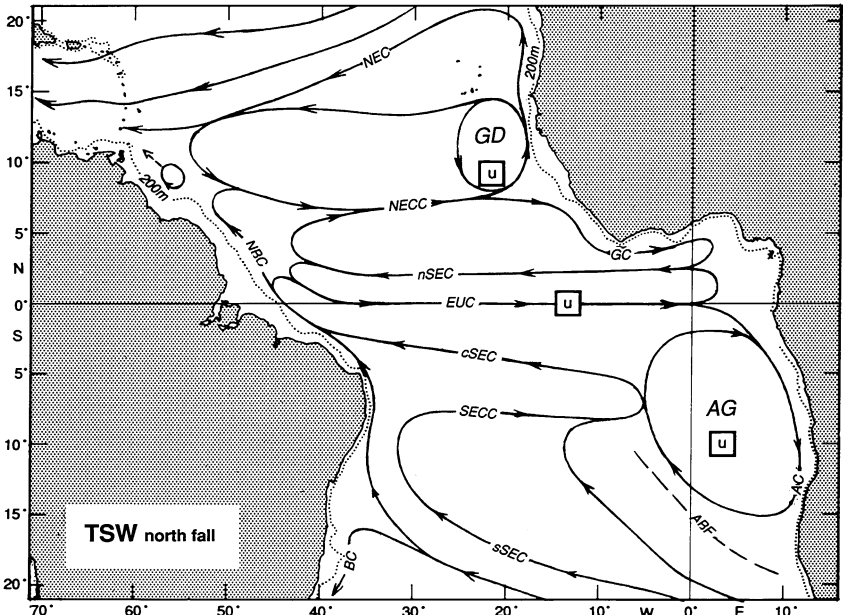 20°
NEC
200m
15°
GD
10°
u
200m
NECC
5°
NBC
GC
N
nSEC
0°
EUC
u
S
cSEC
5°
SECC
AG
u
10°
AC
15°
TSW north fall
ABF
sSEC
BC
20°
70° 60° 50° 40° 30° 20° 10° W 0° E 10°